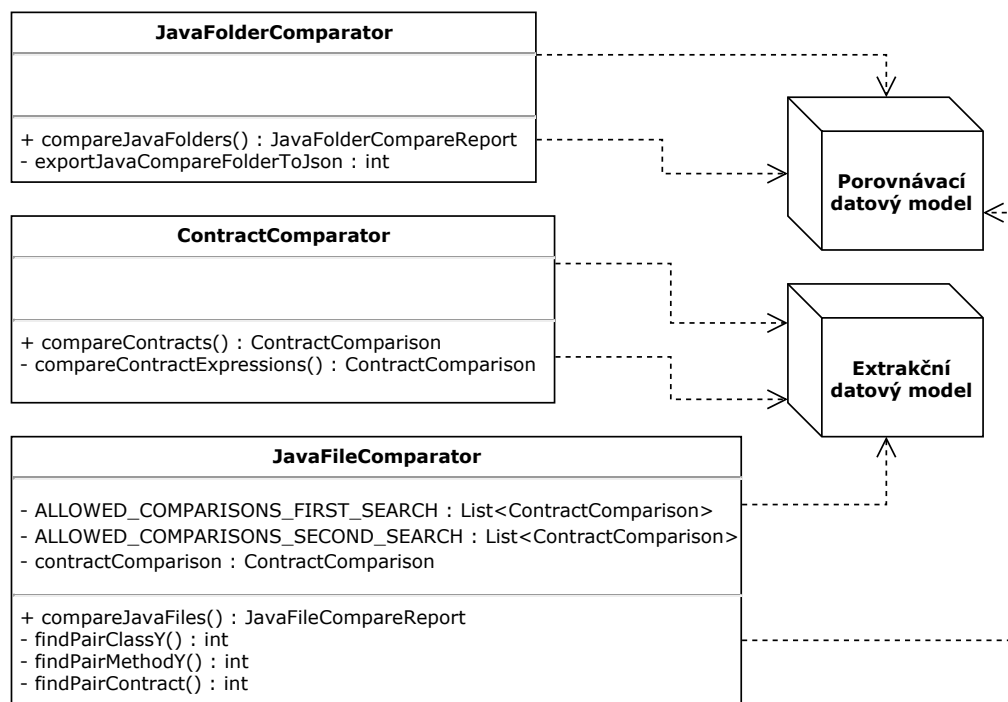 JavaFolderComparator
+ compareJavaFolders() : JavaFolderCompareReport
- exportJavaCompareFolderToJson : int
Porovnávací
datový model
ContractComparator
+ compareContracts() : ContractComparison
- compareContractExpressions() : ContractComparison
Extrakční
datový model
JavaFileComparator
- ALLOWED_COMPARISONS_FIRST_SEARCH : List<ContractComparison>
- ALLOWED_COMPARISONS_SECOND_SEARCH : List<ContractComparison>
- contractComparison : ContractComparison
+ compareJavaFiles() : JavaFileCompareReport
- findPairClassY() : int
- findPairMethodY() : int
- findPairContract() : int